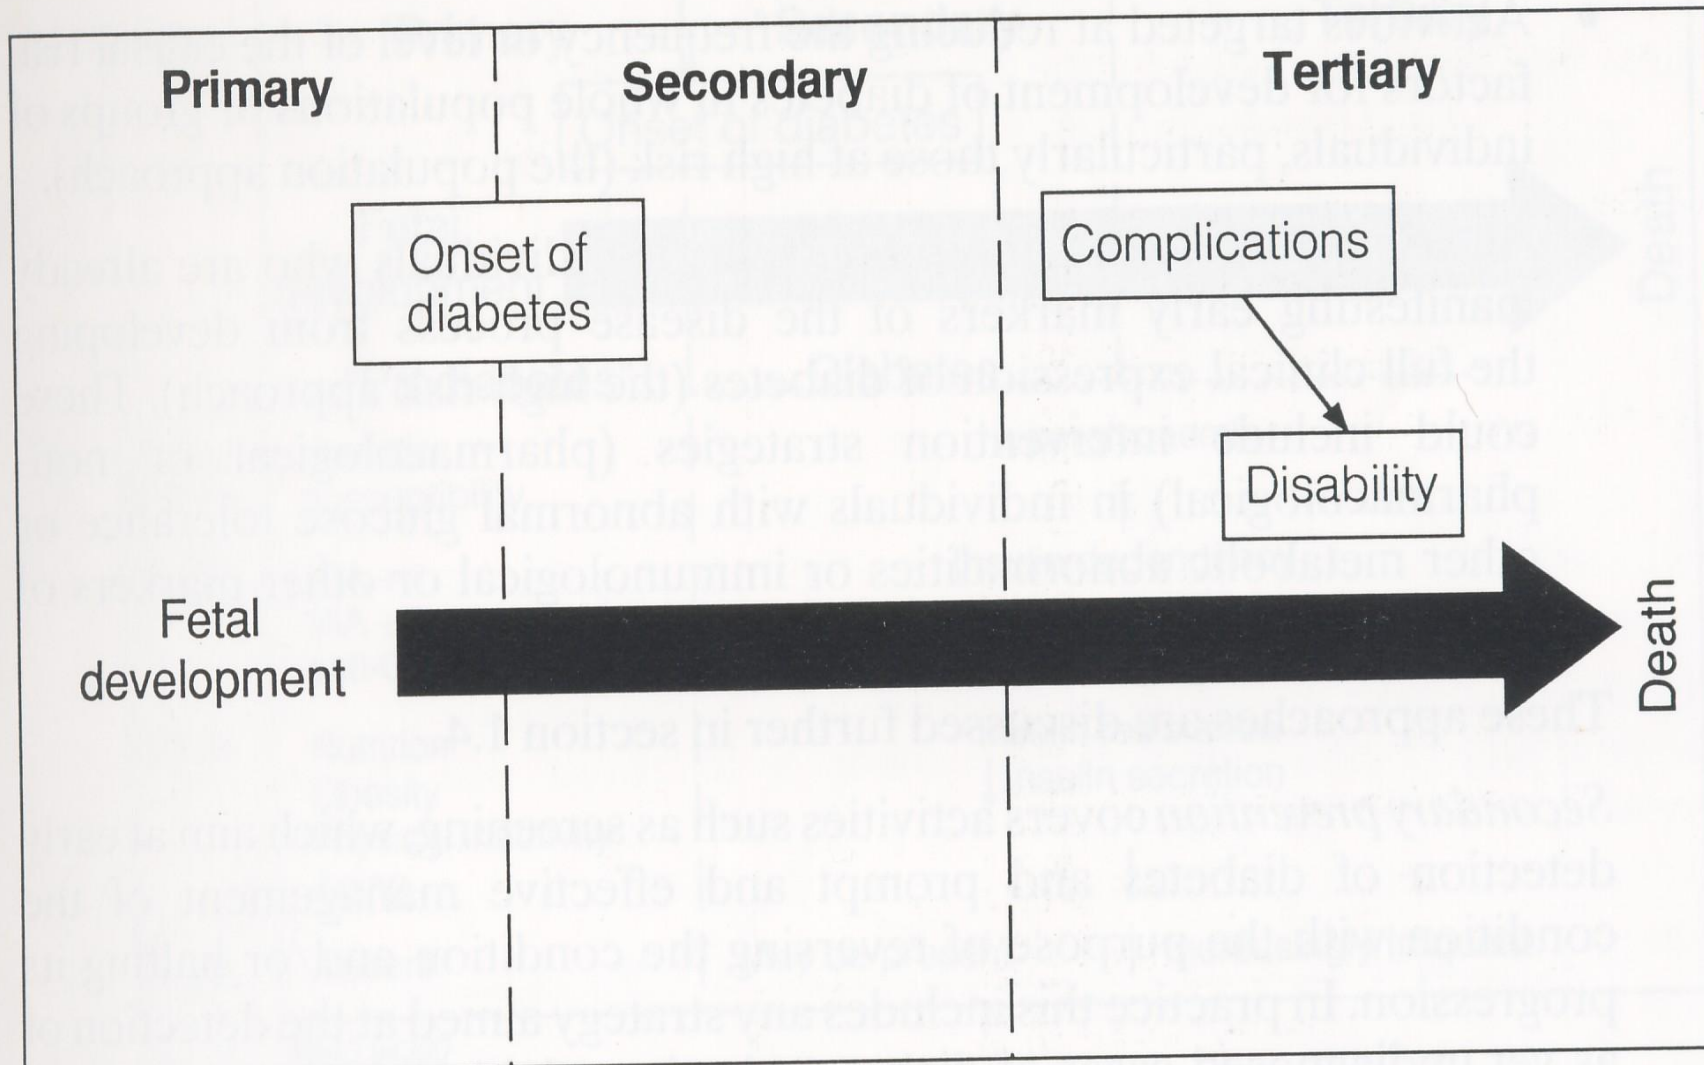 Primary
Secondary
Tertiary
Onset of
diabetes
Complications
Disability
Fetal
development
Death